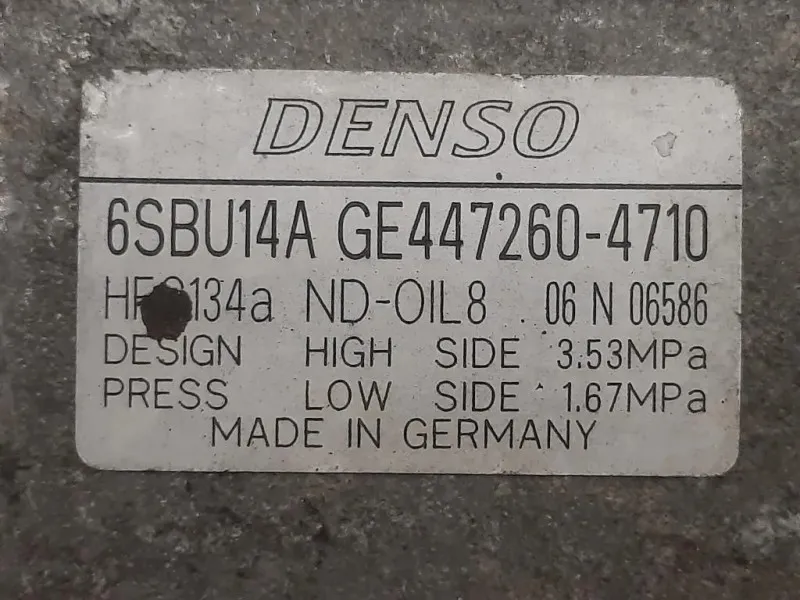 DENSO
6SBU14A GE447260-4710
HFC134a ND-OIL8 06 N 06586
DESIGN HIGH SIDE 3.53MPa
PRESS LOW SIDE 1.67MPa
MADE IN GERMANY